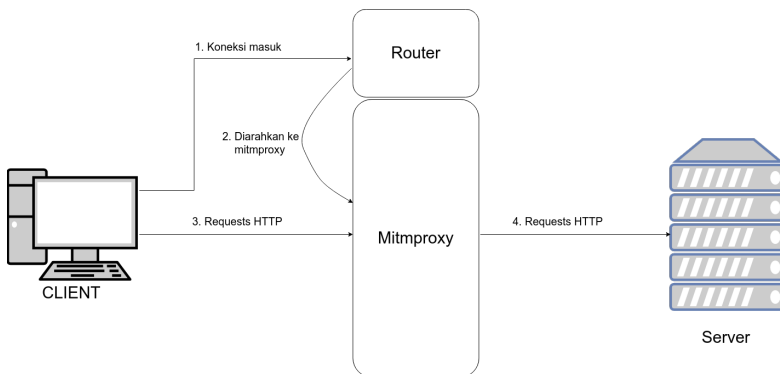 1. Koneksi masuk
Router
2. Diarahkan ke
mitmproxy
3. Requests HTTP
Mitmproxy
4. Requests HTTP
CLIENT
Server